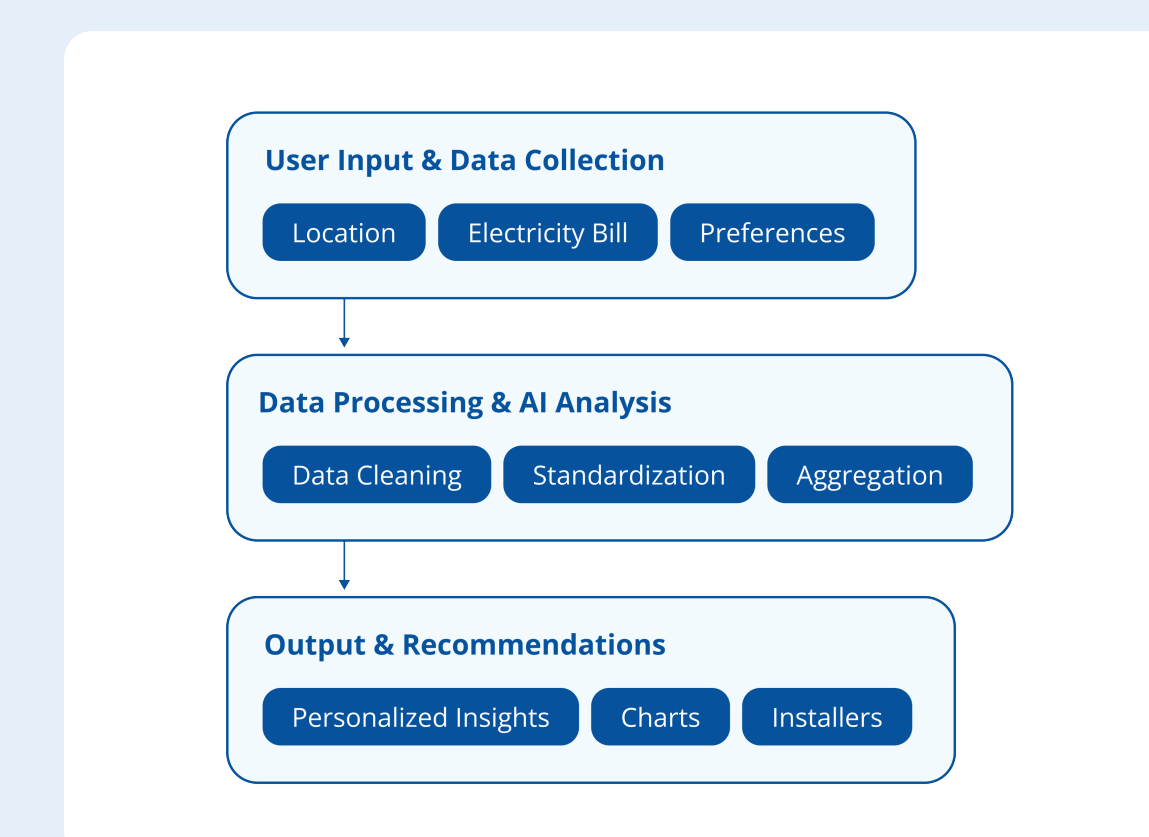 User Input & Data Collection
Location Electricity Bill Preferences
Data Processing & AI Analysis
Data Cleaning Standardization Aggregation
Output & Recommendations
Personalized Insights Charts Installers